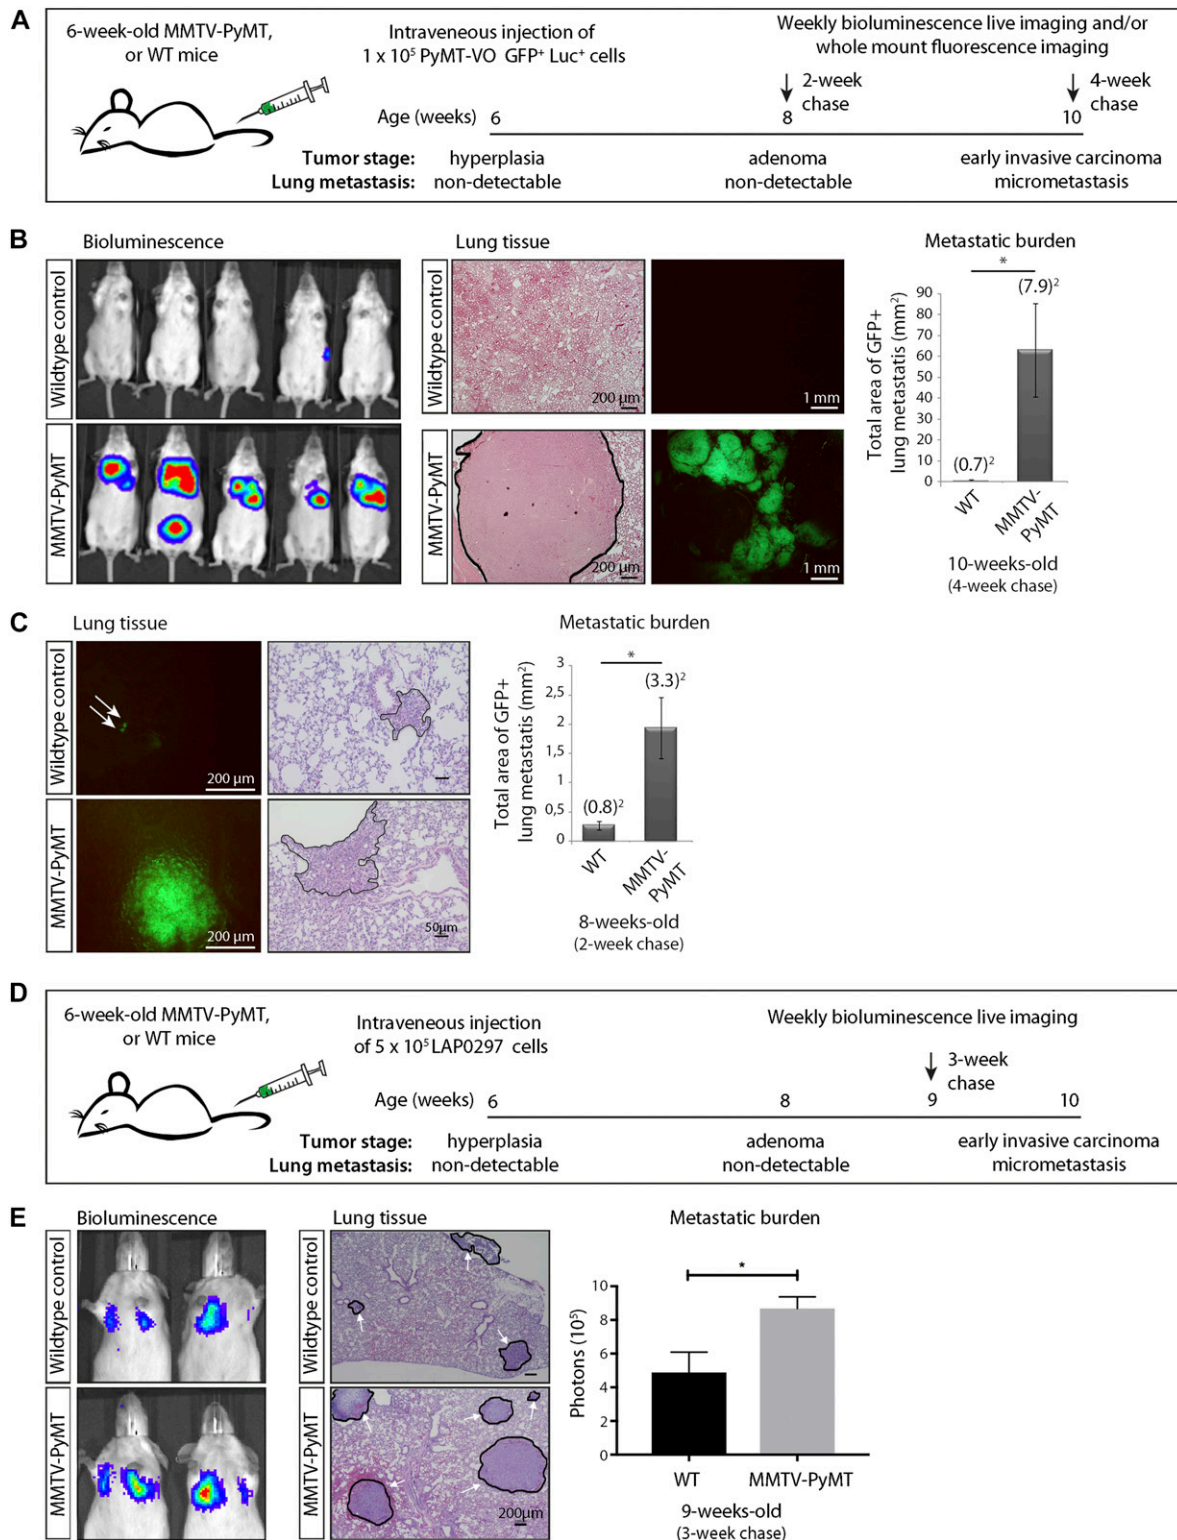 A
6-week-old MMTV-PyMT,
or WT mice
Intraveneous injection of
1 x 10⁵ PyMT-VO GFP⁺ Luc⁺ cells
Weekly bioluminescence live imaging and/or
whole mount fluorescence imaging
2-week
chase
4-week
chase
Age (weeks) 6 8 10
Tumor stage: hyperplasia adenoma early invasive carcinoma
Lung metastasis: non-detectable non-detectable micrometastasis
B
Bioluminescence
Lung tissue
Metastatic burden
Wildtype control
MMTV-PyMT
Wildtype control
200 µm
1 mm
MMTV-PyMT
200 µm
1 mm
Total area of GFP+
lung metastatis (mm²)
90
80
70
60
50
40
30
20
10
0
*
(0.7)²
(7.9)²
WT
MMTV-
PyMT
10-weeks-old
(4-week chase)
C
Lung tissue
Metastatic burden
Wildtype control
200 µm
MMTV-PyMT
200 µm
50µm
Total area of GFP+
lung metastatis (mm²)
3
2,5
2
1,5
1
0,5
0
*
(0.8)²
(3.3)²
WT
MMTV-
PyMT
8-weeks-old
(2-week chase)
D
6-week-old MMTV-PyMT,
or WT mice
Intraveneous injection
of 5 x 10⁵ LAP0297 cells
Weekly bioluminescence live imaging
3-week
chase
Age (weeks) 6 8 9 10
Tumor stage: hyperplasia adenoma early invasive carcinoma
Lung metastasis: non-detectable non-detectable micrometastasis
E
Bioluminescence
Lung tissue
Metastatic burden
Wildtype control
MMTV-PyMT
Wildtype control
MMTV-PyMT
200µm
Photons (10⁵)
10
8
6
4
2
0
*
WT
MMTV-PyMT
9-weeks-old
(3-week chase)